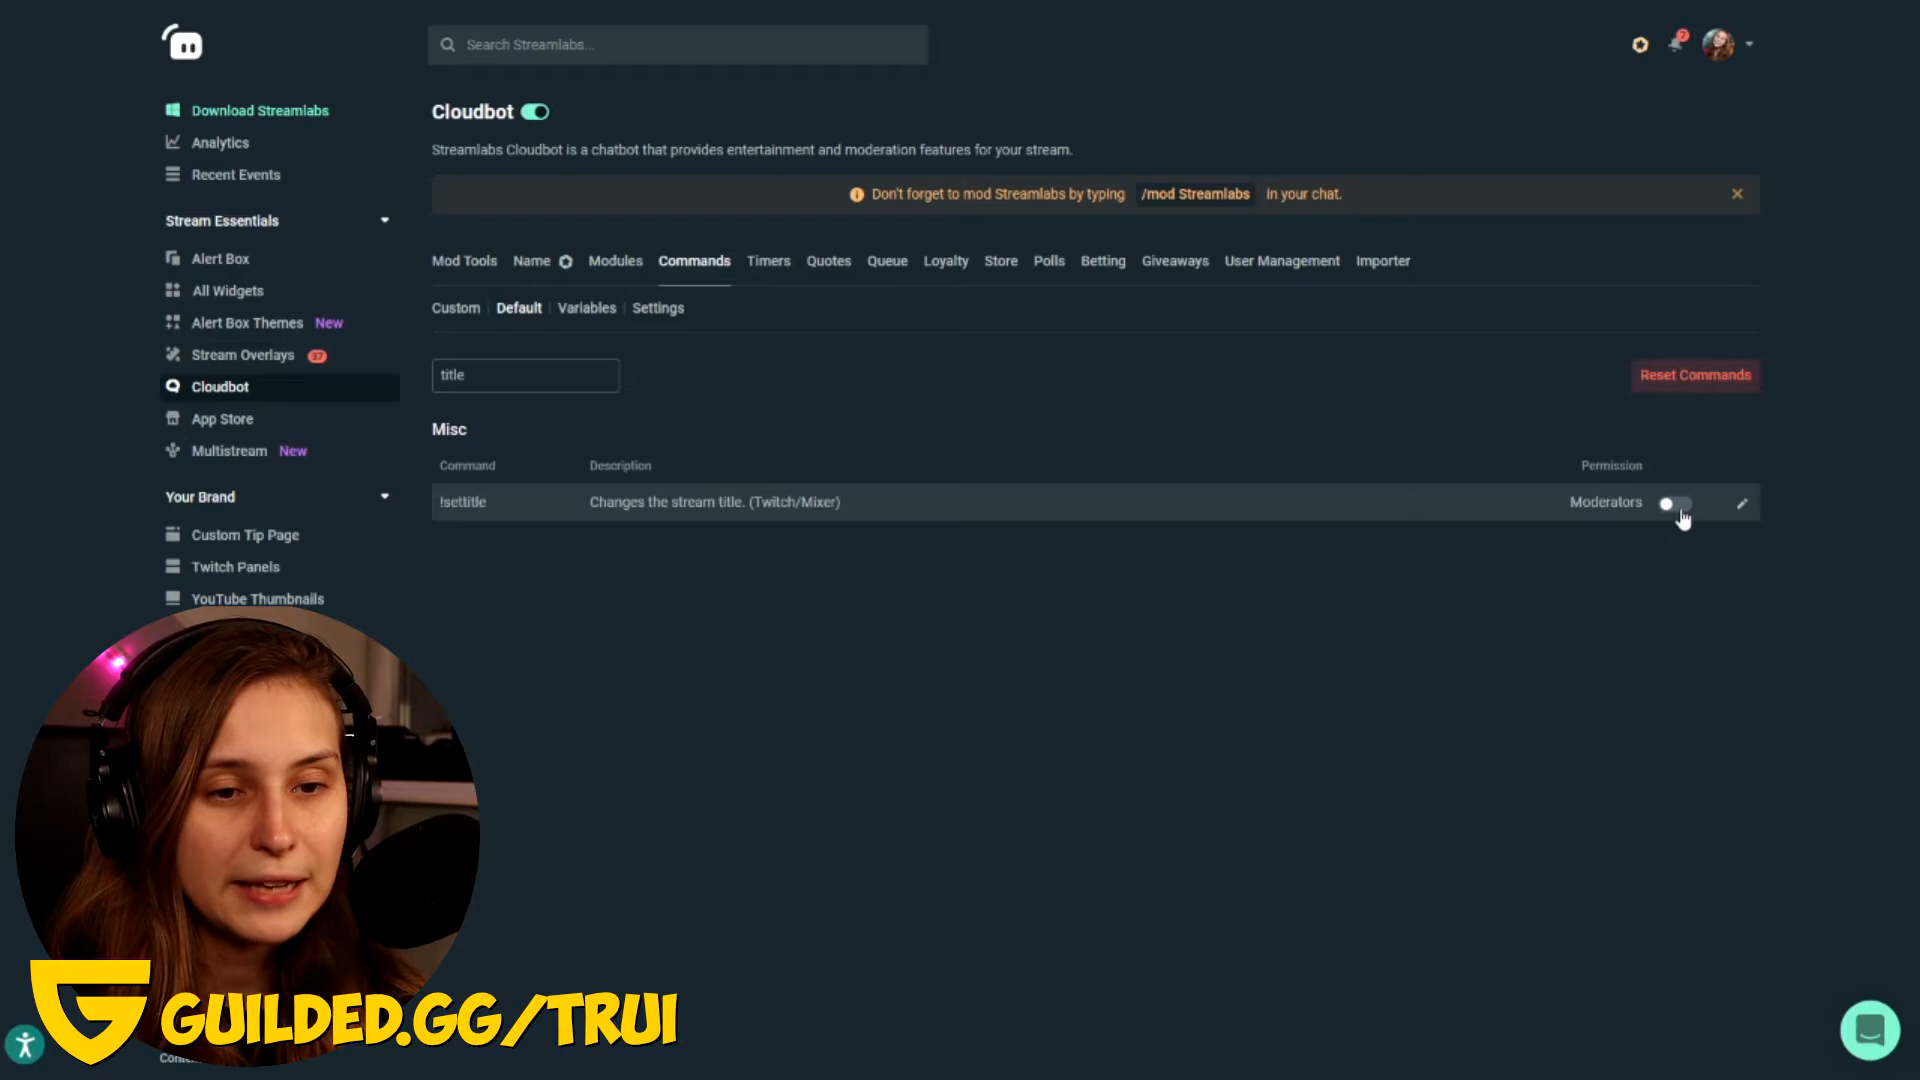 Search Streamlabs...
7
Download Streamlabs
Analytics
Recent Events
Stream Essentials
Alert Box
All Widgets
Alert Box Themes New
Stream Overlays 37
Cloudbot
App Store
Multistream New
Your Brand
Custom Tip Page
Twitch Panels
YouTube Thumbnails
Cloudbot
Streamlabs Cloudbot is a chatbot that provides entertainment and moderation features for your stream.
Don't forget to mod Streamlabs by typing /mod Streamlabs in your chat.
Mod Tools Name Modules Commands Timers Quotes Queue Loyalty Store Polls Betting Giveaways User Management Importer
Custom Default Variables Settings
title
Reset Commands
Misc
Command Description Permission
!settitle Changes the stream title. (Twitch/Mixer) Moderators
GUILDED.GG/TRUI